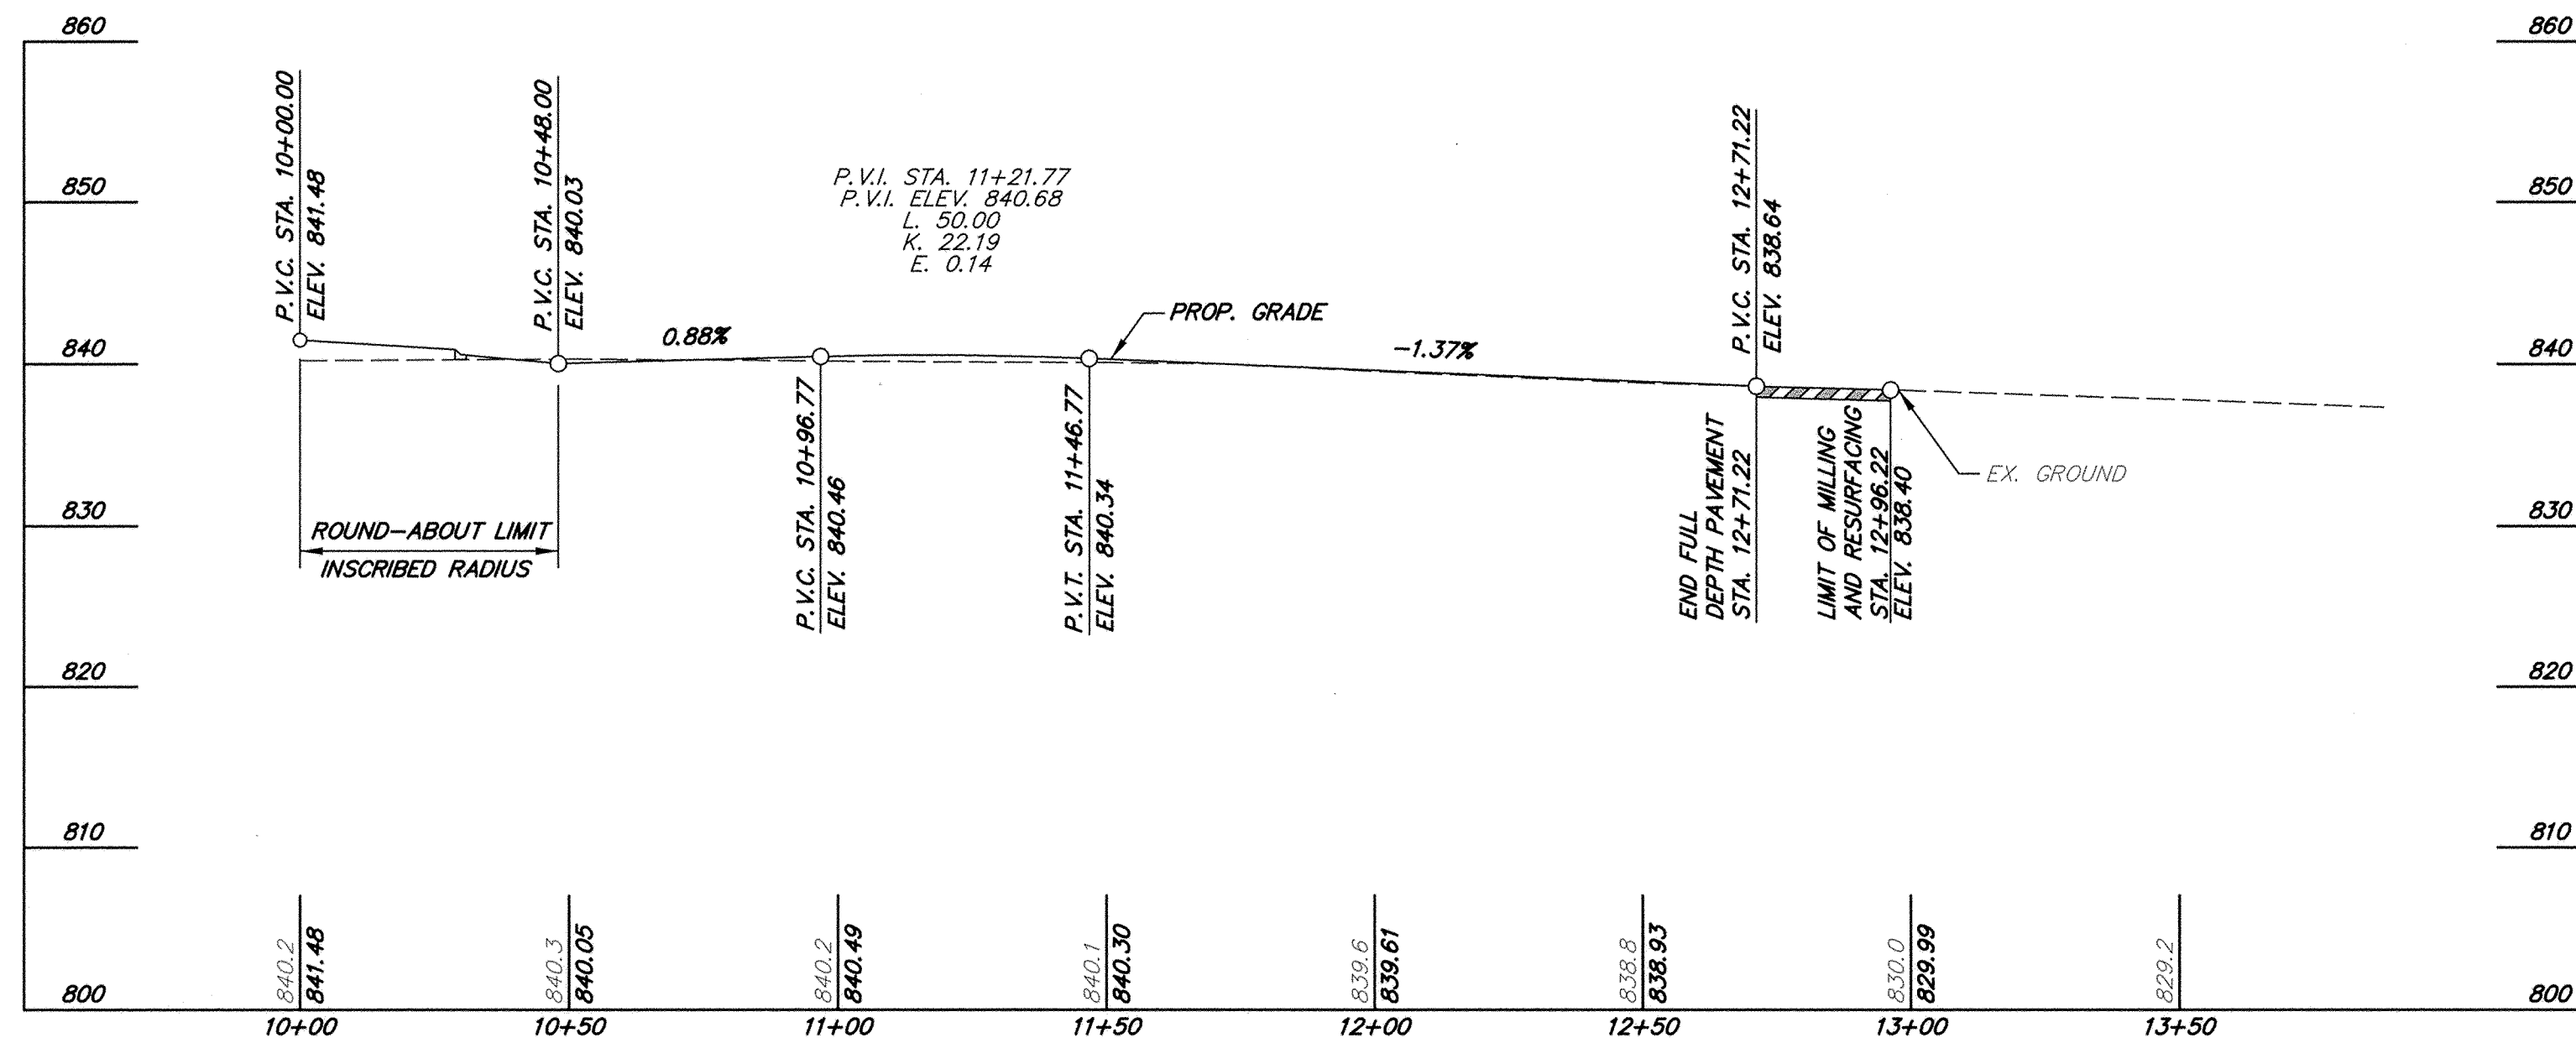 860
860
850
850
840
840
830
830
820
820
810
810
800
800
P.V.C. STA. 10+00.00
ELEV. 841.48
P.V.C. STA. 10+48.00
ELEV. 840.03
P.V.I. STA. 11+21.77
P.V.I. ELEV. 840.68
L. 50.00
K. 22.19
E. 0.14
P.V.C. STA. 12+71.22
ELEV. 838.64
0.88%
PROP. GRADE
-1.37%
ROUND-ABOUT LIMIT
INSCRIBED RADIUS
P.V.C. STA. 10+96.77
ELEV. 840.46
P.V.T. STA. 11+46.77
ELEV. 840.34
END FULL
DEPTH PAVEMENT
STA. 12+71.22
LIMIT OF MILLING
AND RESURFACING
STA. 12+96.22
ELEV. 838.40
EX. GROUND
840.2
841.48
840.3
840.05
840.2
840.49
840.1
840.30
839.6
839.61
838.8
838.93
830.0
829.99
829.2
10+00
10+50
11+00
11+50
12+00
12+50
13+00
13+50